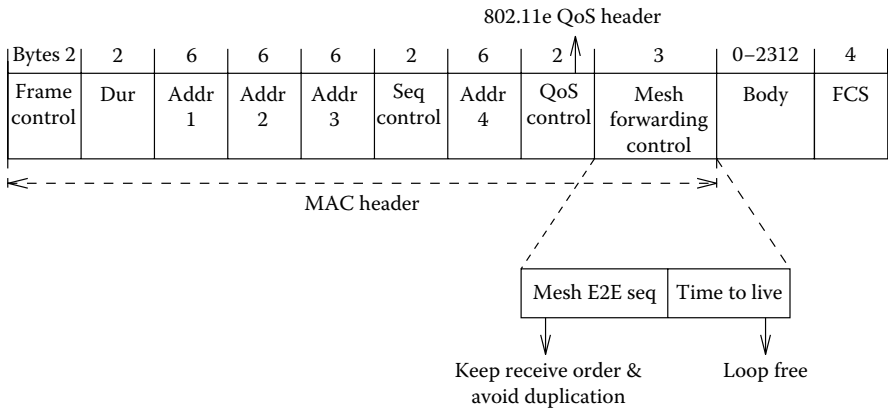 802.11e QoS header
Bytes 2 2 6 6 6 2 6 2 3 0–2312 4
Frame control
Dur
Addr 1
Addr 2
Addr 3
Seq control
Addr 4
QoS control
Mesh forwarding control
Body
FCS
MAC header
Mesh E2E seq
Time to live
Keep receive order &
avoid duplication
Loop free